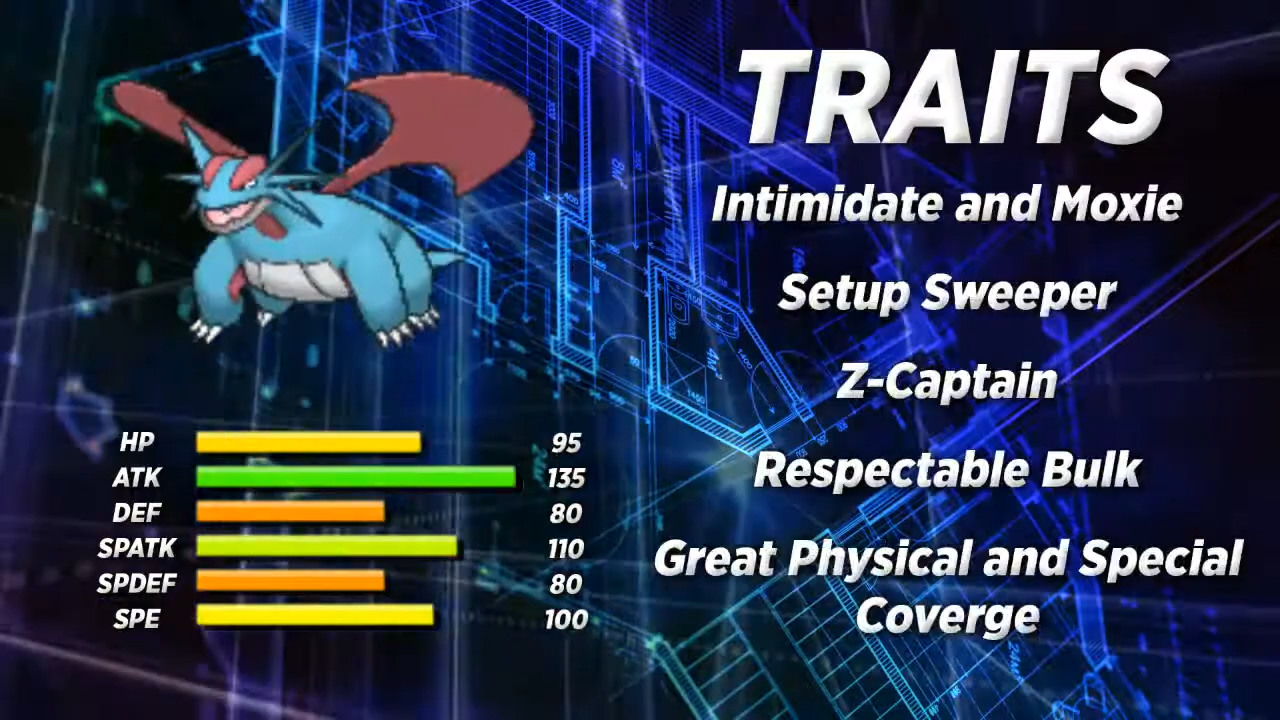 TRAITS
Intimidate and Moxie
Setup Sweeper
Z-Captain
Respectable Bulk
Great Physical and Special
Coverge
HP 95
ATK 135
DEF 80
SPATK 110
SPDEF 80
SPE 100